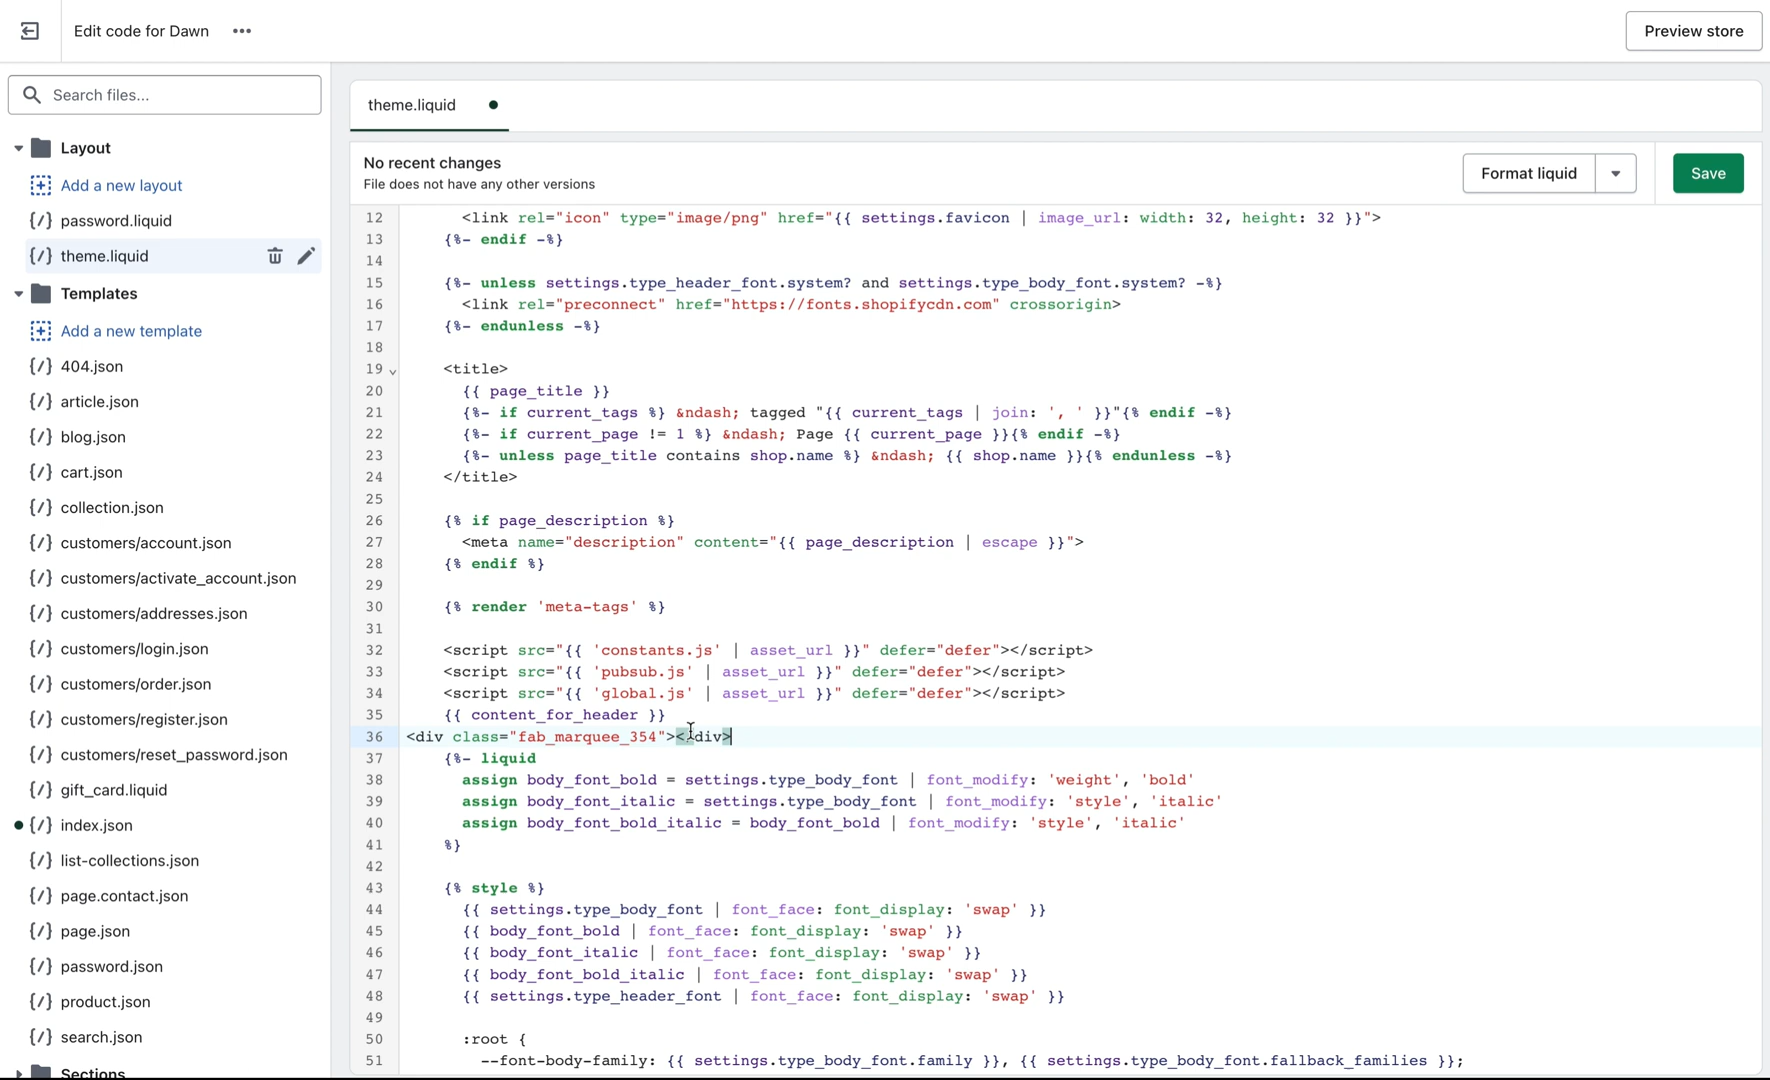 Edit code for Dawn
Preview store
Search files...
Layout
Add a new layout
password.liquid
theme.liquid
Templates
Add a new template
404.json
article.json
blog.json
cart.json
collection.json
customers/account.json
customers/activate_account.json
customers/addresses.json
customers/login.json
customers/order.json
customers/register.json
customers/reset_password.json
gift_card.liquid
index.json
list-collections.json
page.contact.json
page.json
password.json
product.json
search.json
Sections
theme.liquid
No recent changes
File does not have any other versions
Format liquid
Save
12 <link rel="icon" type="image/png" href="{{ settings.favicon | image_url: width: 32, height: 32 }}">
13 {%- endif -%}
14
15 {%- unless settings.type_header_font.system? and settings.type_body_font.system? -%}
16 <link rel="preconnect" href="https://fonts.shopifycdn.com" crossorigin>
17 {%- endunless -%}
18
19 <title>
20 {{ page_title }}
21 {%- if current_tags %} &ndash; tagged "{{ current_tags | join: ', ' }}"{% endif -%}
22 {%- if current_page != 1 %} &ndash; Page {{ current_page }}{% endif -%}
23 {%- unless page_title contains shop.name %} &ndash; {{ shop.name }}{% endunless -%}
24 </title>
25
26 {% if page_description %}
27 <meta name="description" content="{{ page_description | escape }}">
28 {% endif %}
29
30 {% render 'meta-tags' %}
31
32 <script src="{{ 'constants.js' | asset_url }}" defer="defer"></script>
33 <script src="{{ 'pubsub.js' | asset_url }}" defer="defer"></script>
34 <script src="{{ 'global.js' | asset_url }}" defer="defer"></script>
35 {{ content_for_header }}
36 <div class="fab_marquee_354"></div>
37 {%- liquid
38 assign body_font_bold = settings.type_body_font | font_modify: 'weight', 'bold'
39 assign body_font_italic = settings.type_body_font | font_modify: 'style', 'italic'
40 assign body_font_bold_italic = body_font_bold | font_modify: 'style', 'italic'
41 %}
42
43 {% style %}
44 {{ settings.type_body_font | font_face: font_display: 'swap' }}
45 {{ body_font_bold | font_face: font_display: 'swap' }}
46 {{ body_font_italic | font_face: font_display: 'swap' }}
47 {{ body_font_bold_italic | font_face: font_display: 'swap' }}
48 {{ settings.type_header_font | font_face: font_display: 'swap' }}
49
50 :root {
51 --font-body-family: {{ settings.type_body_font.family }}, {{ settings.type_body_font.fallback_families }};